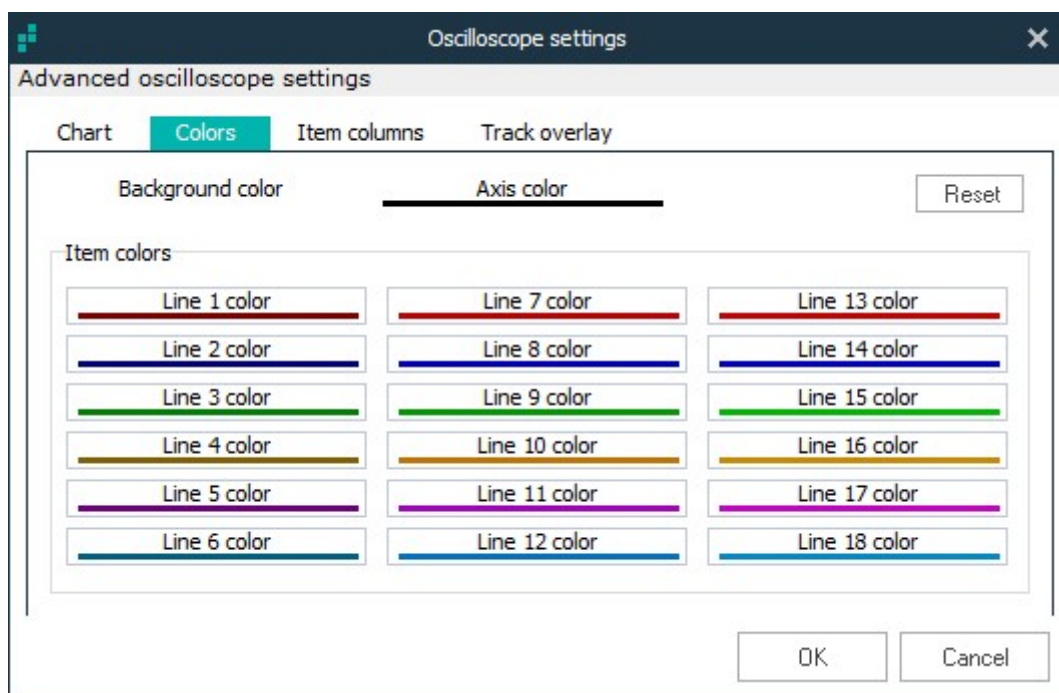 Oscilloscope settings
Advanced oscilloscope settings
Chart Colors Item columns Track overlay
Background color Axis color Reset
Item colors
Line 1 color Line 7 color Line 13 color
Line 2 color Line 8 color Line 14 color
Line 3 color Line 9 color Line 15 color
Line 4 color Line 10 color Line 16 color
Line 5 color Line 11 color Line 17 color
Line 6 color Line 12 color Line 18 color
OK Cancel